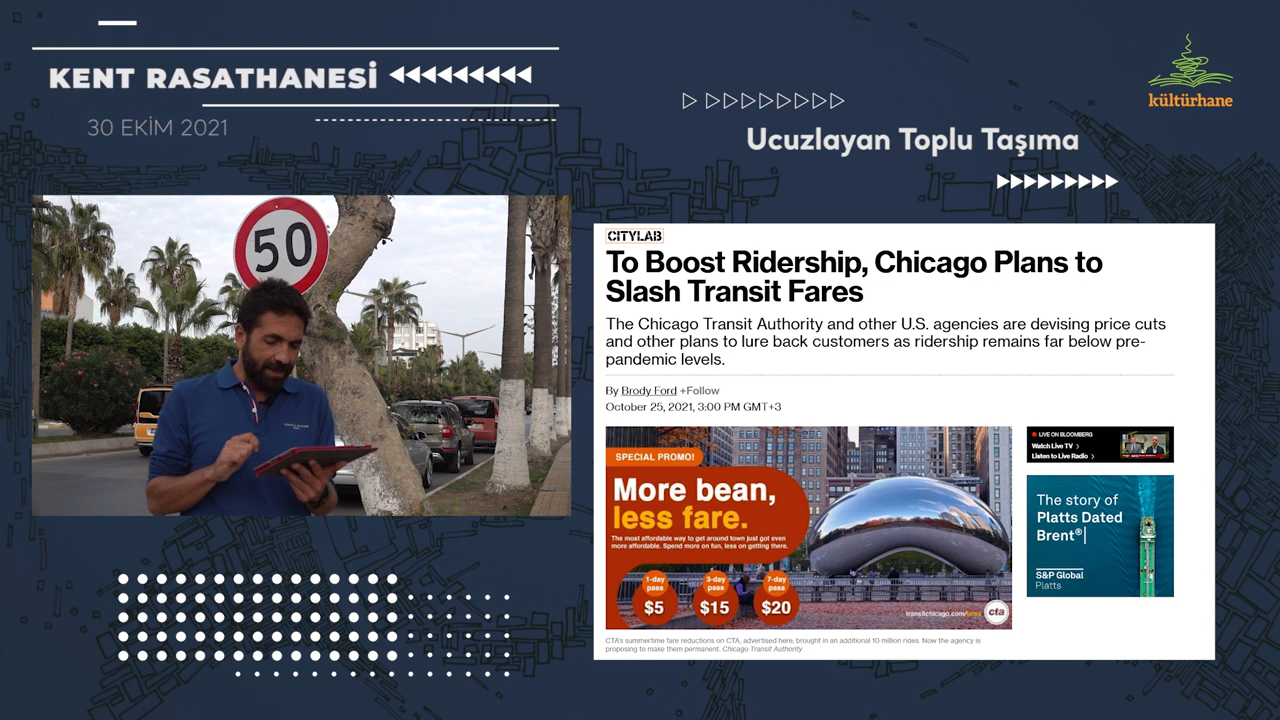 KENT RASATHANESİ
30 EKİM 2021
kültürhane
Ucuzlayan Toplu Taşıma
50
CITYLAB
To Boost Ridership, Chicago Plans to
Slash Transit Fares
The Chicago Transit Authority and other U.S. agencies are devising price cuts
and other plans to lure back customers as ridership remains far below pre-
pandemic levels.
By Brody Ford +Follow
October 25, 2021, 3:00 PM GMT+3
SPECIAL PROMO!
More bean,
less fare.
The most affordable way to get around town just got even
more affordable. Spend more on fun, less on getting there.
1-day
pass
$5
3-day
pass
$15
7-day
pass
$20
transitchicago.com/fares
cta
CTA's summertime fare reductions on CTA, advertised here, brought in an additional 10 million rides. Now the agency is
proposing to make them permanent. Chicago Transit Authority
LIVE ON BLOOMBERG
Watch Live TV >
Listen to Live Radio >
The story of
Platts Dated
Brent®
S&P Global
Platts